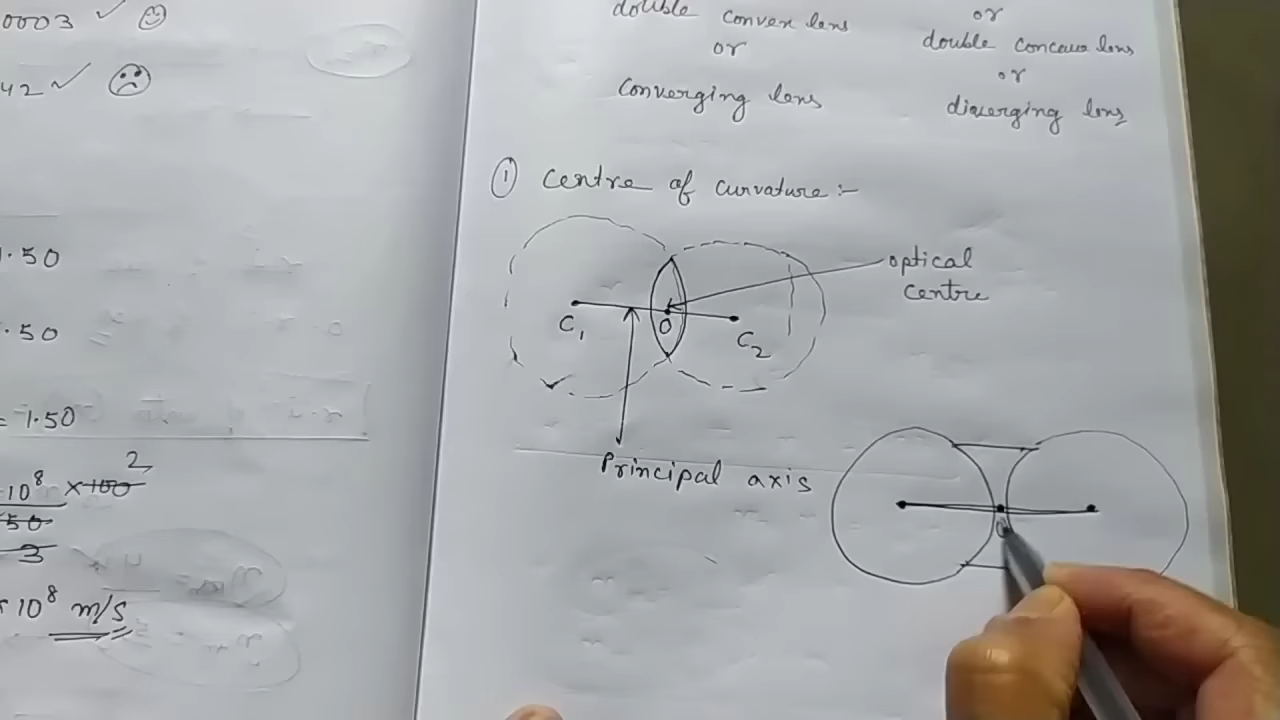 0003 ✓
42 ✓
1.50
.50
= 1.50
2
10⁸ × 100
50
3
× 10⁸ m/s
double convex lens
or
converging lens
or
double concave lens
or
diverging lens
① Centre of curvature :-
optical
centre
C₁
O
C₂
Principal axis
O